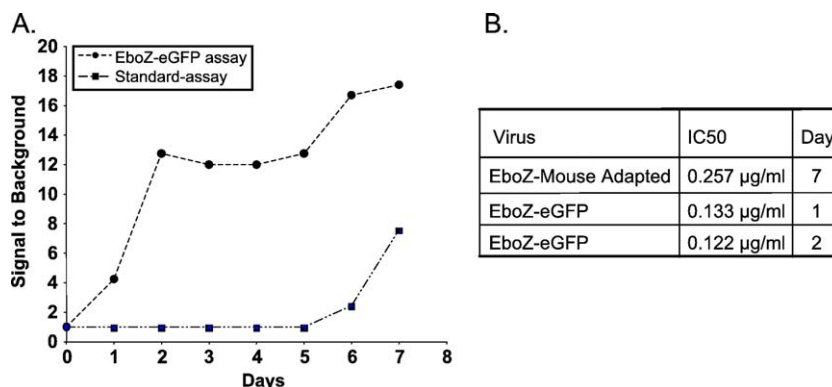 A.
EboZ-eGFP assay
Standard-assay
Signal to Background
20
18
16
14
12
10
8
6
4
2
0
0 1 2 3 4 5 6 7 8
Days
B.
Virus IC50 Day
EboZ-Mouse Adapted 0.257 µg/ml 7
EboZ-eGFP 0.133 µg/ml 1
EboZ-eGFP 0.122 µg/ml 2